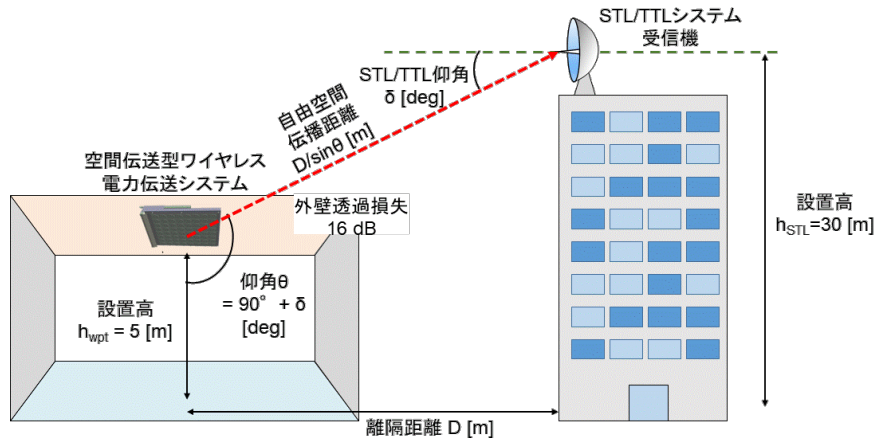 STL/TTLシステム
受信機
STL/TTL仰角
δ [deg]
自由空間
伝播距離
D/sinθ [m]
空間伝送型ワイヤレス
電力伝送システム
外壁透過損失
16 dB
設置高
hSTL=30 [m]
仰角θ
= 90°+ δ
[deg]
設置高
hwpt = 5 [m]
離隔距離 D [m]